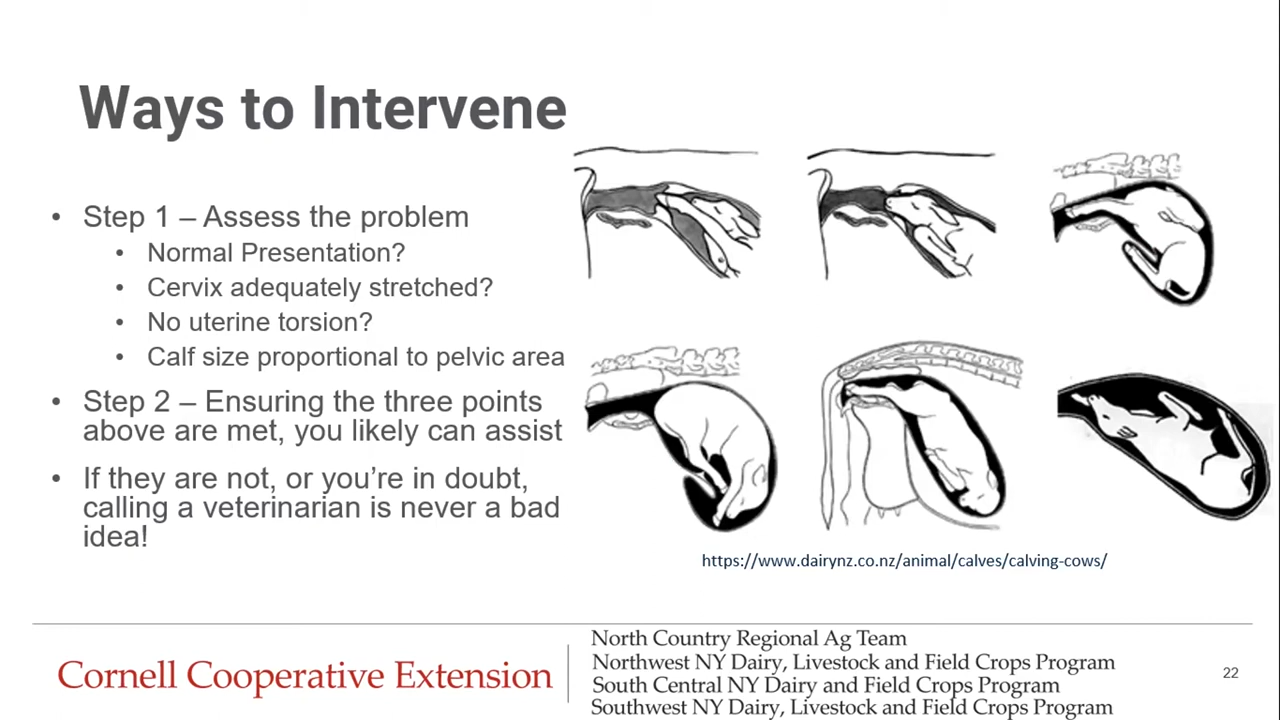 Ways to Intervene
• Step 1 – Assess the problem
• Normal Presentation?
• Cervix adequately stretched?
• No uterine torsion?
• Calf size proportional to pelvic area
• Step 2 – Ensuring the three points
above are met, you likely can assist
• If they are not, or you're in doubt,
calling a veterinarian is never a bad
idea!
https://www.dairynz.co.nz/animal/calves/calving-cows/
Cornell Cooperative Extension
North Country Regional Ag Team
Northwest NY Dairy, Livestock and Field Crops Program
South Central NY Dairy and Field Crops Program
Southwest NY Dairy, Livestock and Field Crops Program
22